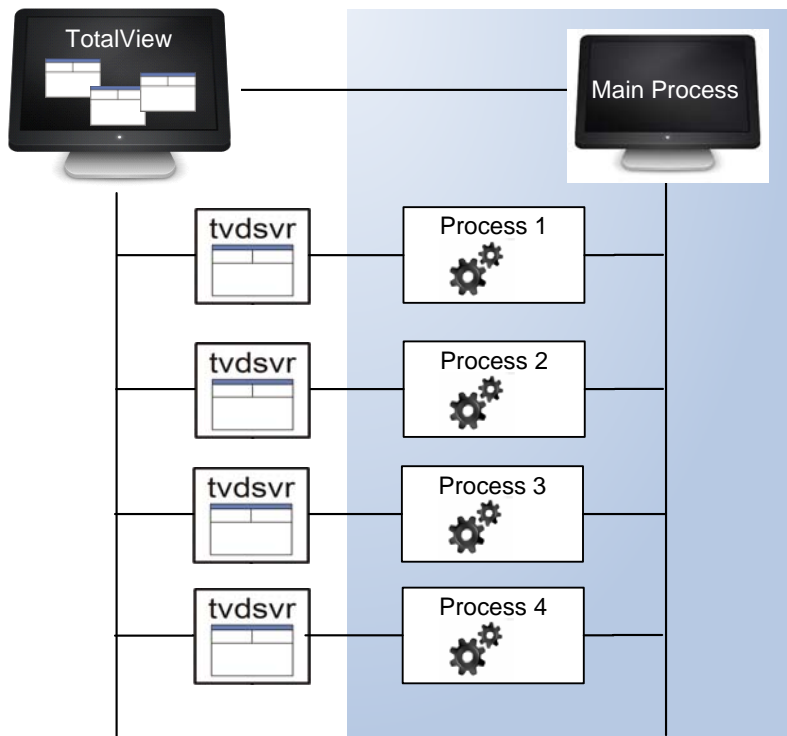 TotalView
Main Process
tvdsvr
Process 1
tvdsvr
Process 2
tvdsvr
Process 3
tvdsvr
Process 4